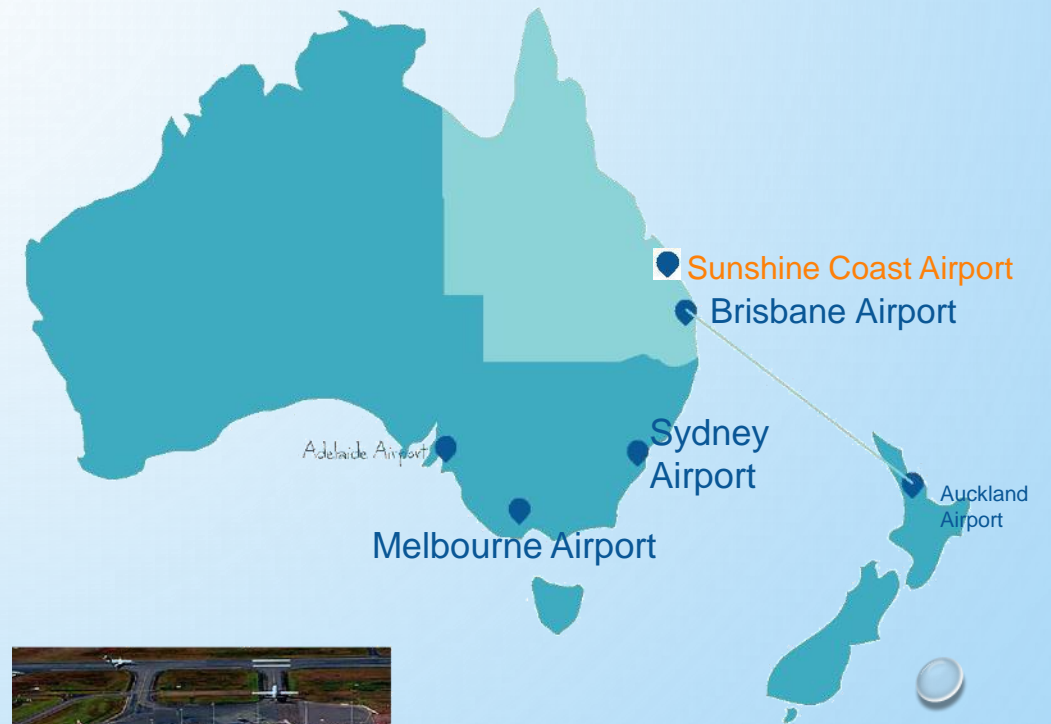 Sunshine Coast Airport
Brisbane Airport
Adelaide Airport
Sydney
Airport
Auckland
Airport
Melbourne Airport